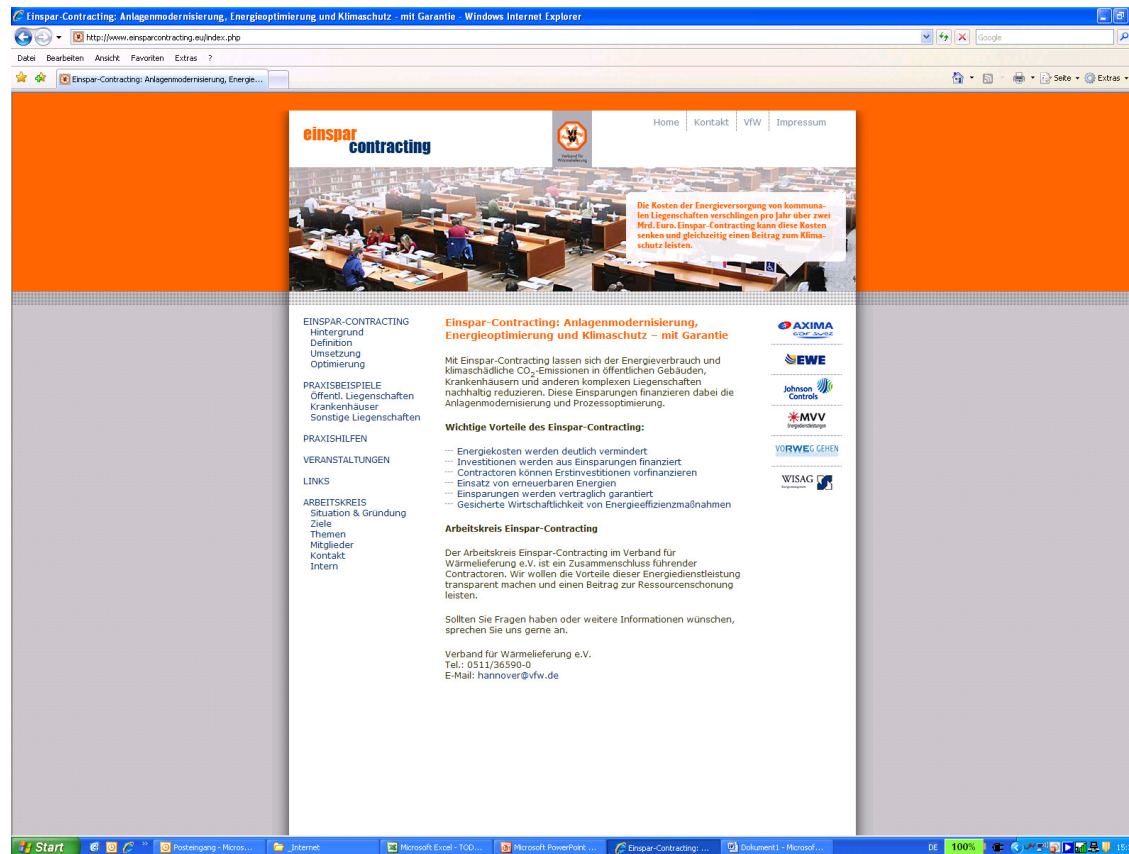 Einspar-Contracting: Anlagenmodernisierung, Energieoptimierung und Klimaschutz - mit Garantie - Windows Internet Explorer
http://www.einsparcontracting.eu/index.php
Google
Datei Bearbeiten Ansicht Favoriten Extras ?
Einspar-Contracting: Anlagenmodernisierung, Energie...
Seite
Extras
Home Kontakt VfW Impressum
einspar
contracting
VfW
Verband für
Wärmelieferung
Die Kosten der Energieversorgung von kommuna-
len Liegenschaften verschlingen pro Jahr über zwei
Mrd. Euro. Einspar-Contracting kann diese Kosten
senken und gleichzeitig einen Beitrag zum Klima-
schutz leisten.
EINSPAR-CONTRACTING
Hintergrund
Definition
Umsetzung
Optimierung
PRAXISBEISPIELE
Öffentl. Liegenschaften
Krankenhäuser
Sonstige Liegenschaften
PRAXISHILFEN
VERANSTALTUNGEN
LINKS
ARBEITSKREIS
Situation & Gründung
Ziele
Themen
Mitglieder
Kontakt
Intern
Einspar-Contracting: Anlagenmodernisierung,
Energieoptimierung und Klimaschutz – mit Garantie
Mit Einspar-Contracting lassen sich der Energieverbrauch und
klimaschädliche CO2-Emissionen in öffentlichen Gebäuden,
Krankenhäusern und anderen komplexen Liegenschaften
nachhaltig reduzieren. Diese Einsparungen finanzieren dabei die
Anlagenmodernisierung und Prozessoptimierung.
Wichtige Vorteile des Einspar-Contracting:
Energiekosten werden deutlich vermindert
Investitionen werden aus Einsparungen finanziert
Contractoren können Erstinvestitionen vorfinanzieren
Einsatz von erneuerbaren Energien
Einsparungen werden vertraglich garantiert
Gesicherte Wirtschaftlichkeit von Energieeffizienzmaßnahmen
Arbeitskreis Einspar-Contracting
Der Arbeitskreis Einspar-Contracting im Verband für
Wärmelieferung e.V. ist ein Zusammenschluss führender
Contractoren. Wir wollen die Vorteile dieser Energiedienstleistung
transparent machen und einen Beitrag zur Ressourcenschonung
leisten.
Sollten Sie Fragen haben oder weitere Informationen wünschen,
sprechen Sie uns gerne an.
Verband für Wärmelieferung e.V.
Tel.: 0511/36590-0
E-Mail: hannover@vfw.de
AXIMA
GDF SUEZ
EWE
Johnson
Controls
MVV
Energiedienstleistungen
VORWEG GEHEN
WISAG
Start
Posteingang - Micros...
_Internet
Microsoft Excel - TOD...
Microsoft PowerPoint ...
Einspar-Contracting: ...
Dokument1 - Microsof...
DE
100%